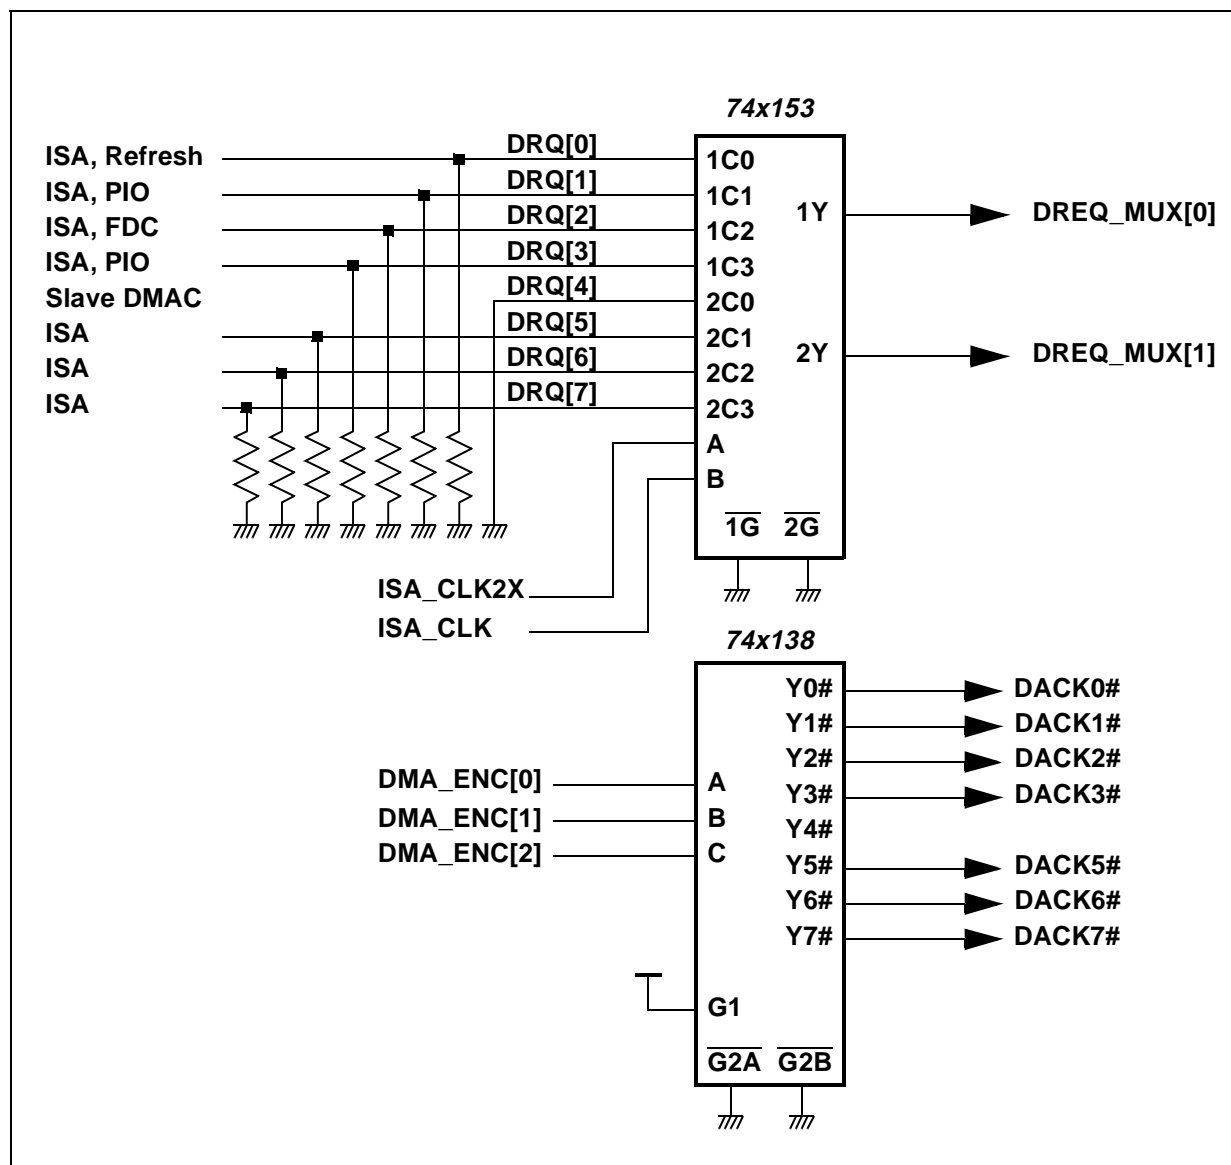 74x153
ISA, Refresh DRQ[0] 1C0
ISA, PIO DRQ[1] 1C1
1Y DREQ_MUX[0]
ISA, FDC DRQ[2] 1C2
ISA, PIO DRQ[3] 1C3
Slave DMAC DRQ[4] 2C0
ISA DRQ[5] 2C1
2Y DREQ_MUX[1]
ISA DRQ[6] 2C2
ISA DRQ[7] 2C3
A
B
1G 2G
ISA_CLK2X
ISA_CLK
74x138
Y0# DACK0#
Y1# DACK1#
Y2# DACK2#
DMA_ENC[0] A
Y3# DACK3#
DMA_ENC[1] B
Y4#
DMA_ENC[2] C
Y5# DACK5#
Y6# DACK6#
Y7# DACK7#
G1
G2A G2B